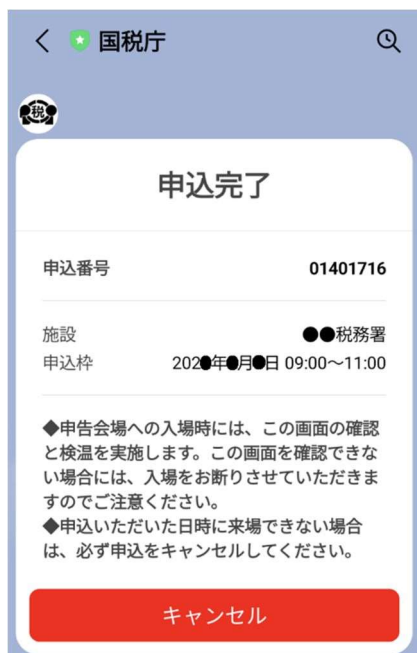 国税庁
税
申込完了
申込番号 01401716
施設 ●●税務署
申込枠 202●年●月●日 09:00～11:00
◆申告会場への入場時には、この画面の確認
と検温を実施します。この画面を確認できな
い場合には、入場をお断りさせていただきま
すのでご注意ください。
◆申込いただいた日時に来場できない場合
は、必ず申込をキャンセルしてください。
キャンセル